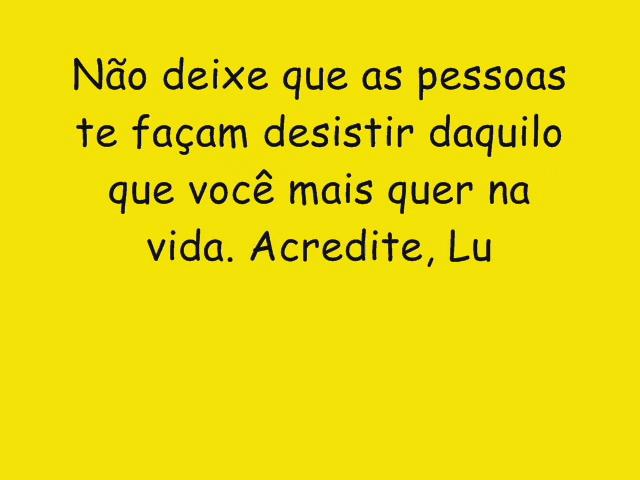 Não deixe que as pessoas
te façam desistir daquilo
que você mais quer na
vida. Acredite, Lu